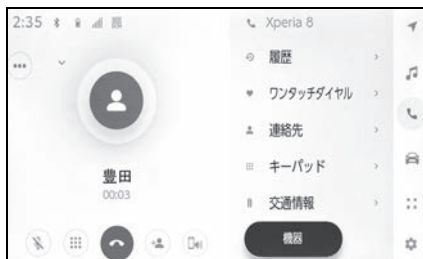 2:35
豊田
00:03
Xperia 8
履歴
ワンタッチダイヤル
連絡先
キーパッド
交通情報
機器